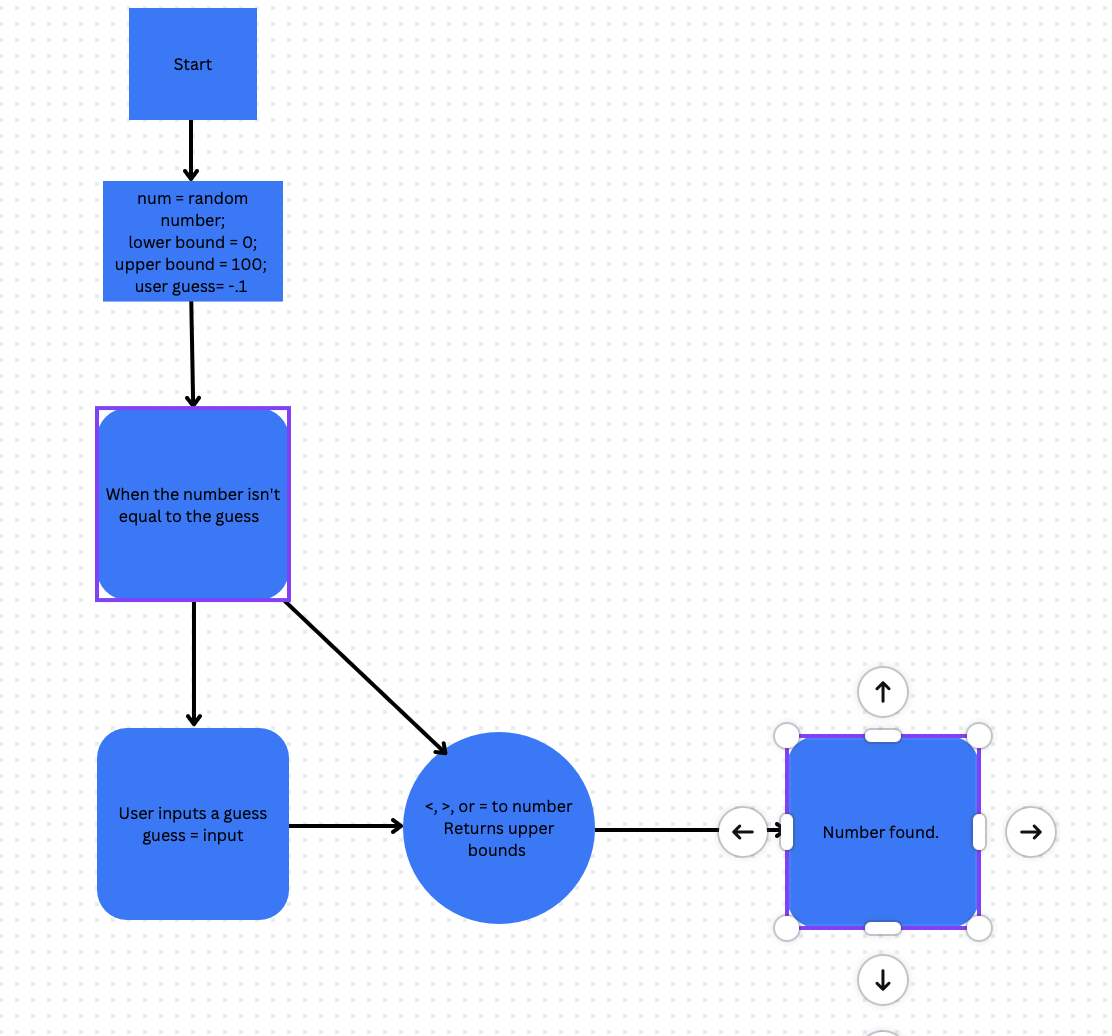 Start
num = random
number;
lower bound = 0;
upper bound = 100;
user guess= -.1
When the number isn't
equal to the guess
User inputs a guess
guess = input
<, >, or = to number
Returns upper
bounds
Number found.